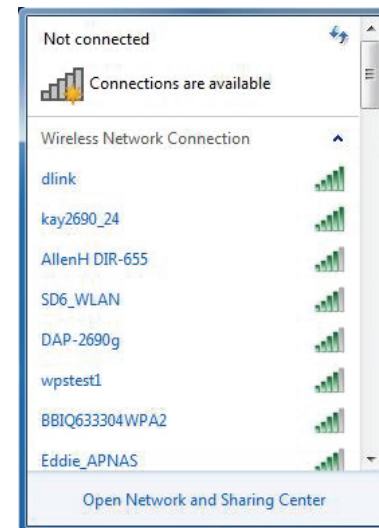 Not connected
Connections are available
Wireless Network Connection
dlink
kay2690_24
AllenH DIR-655
SD6_WLAN
DAP-2690g
wpstest1
BBIQ633304WPA2
Eddie_APNAS
Open Network and Sharing Center